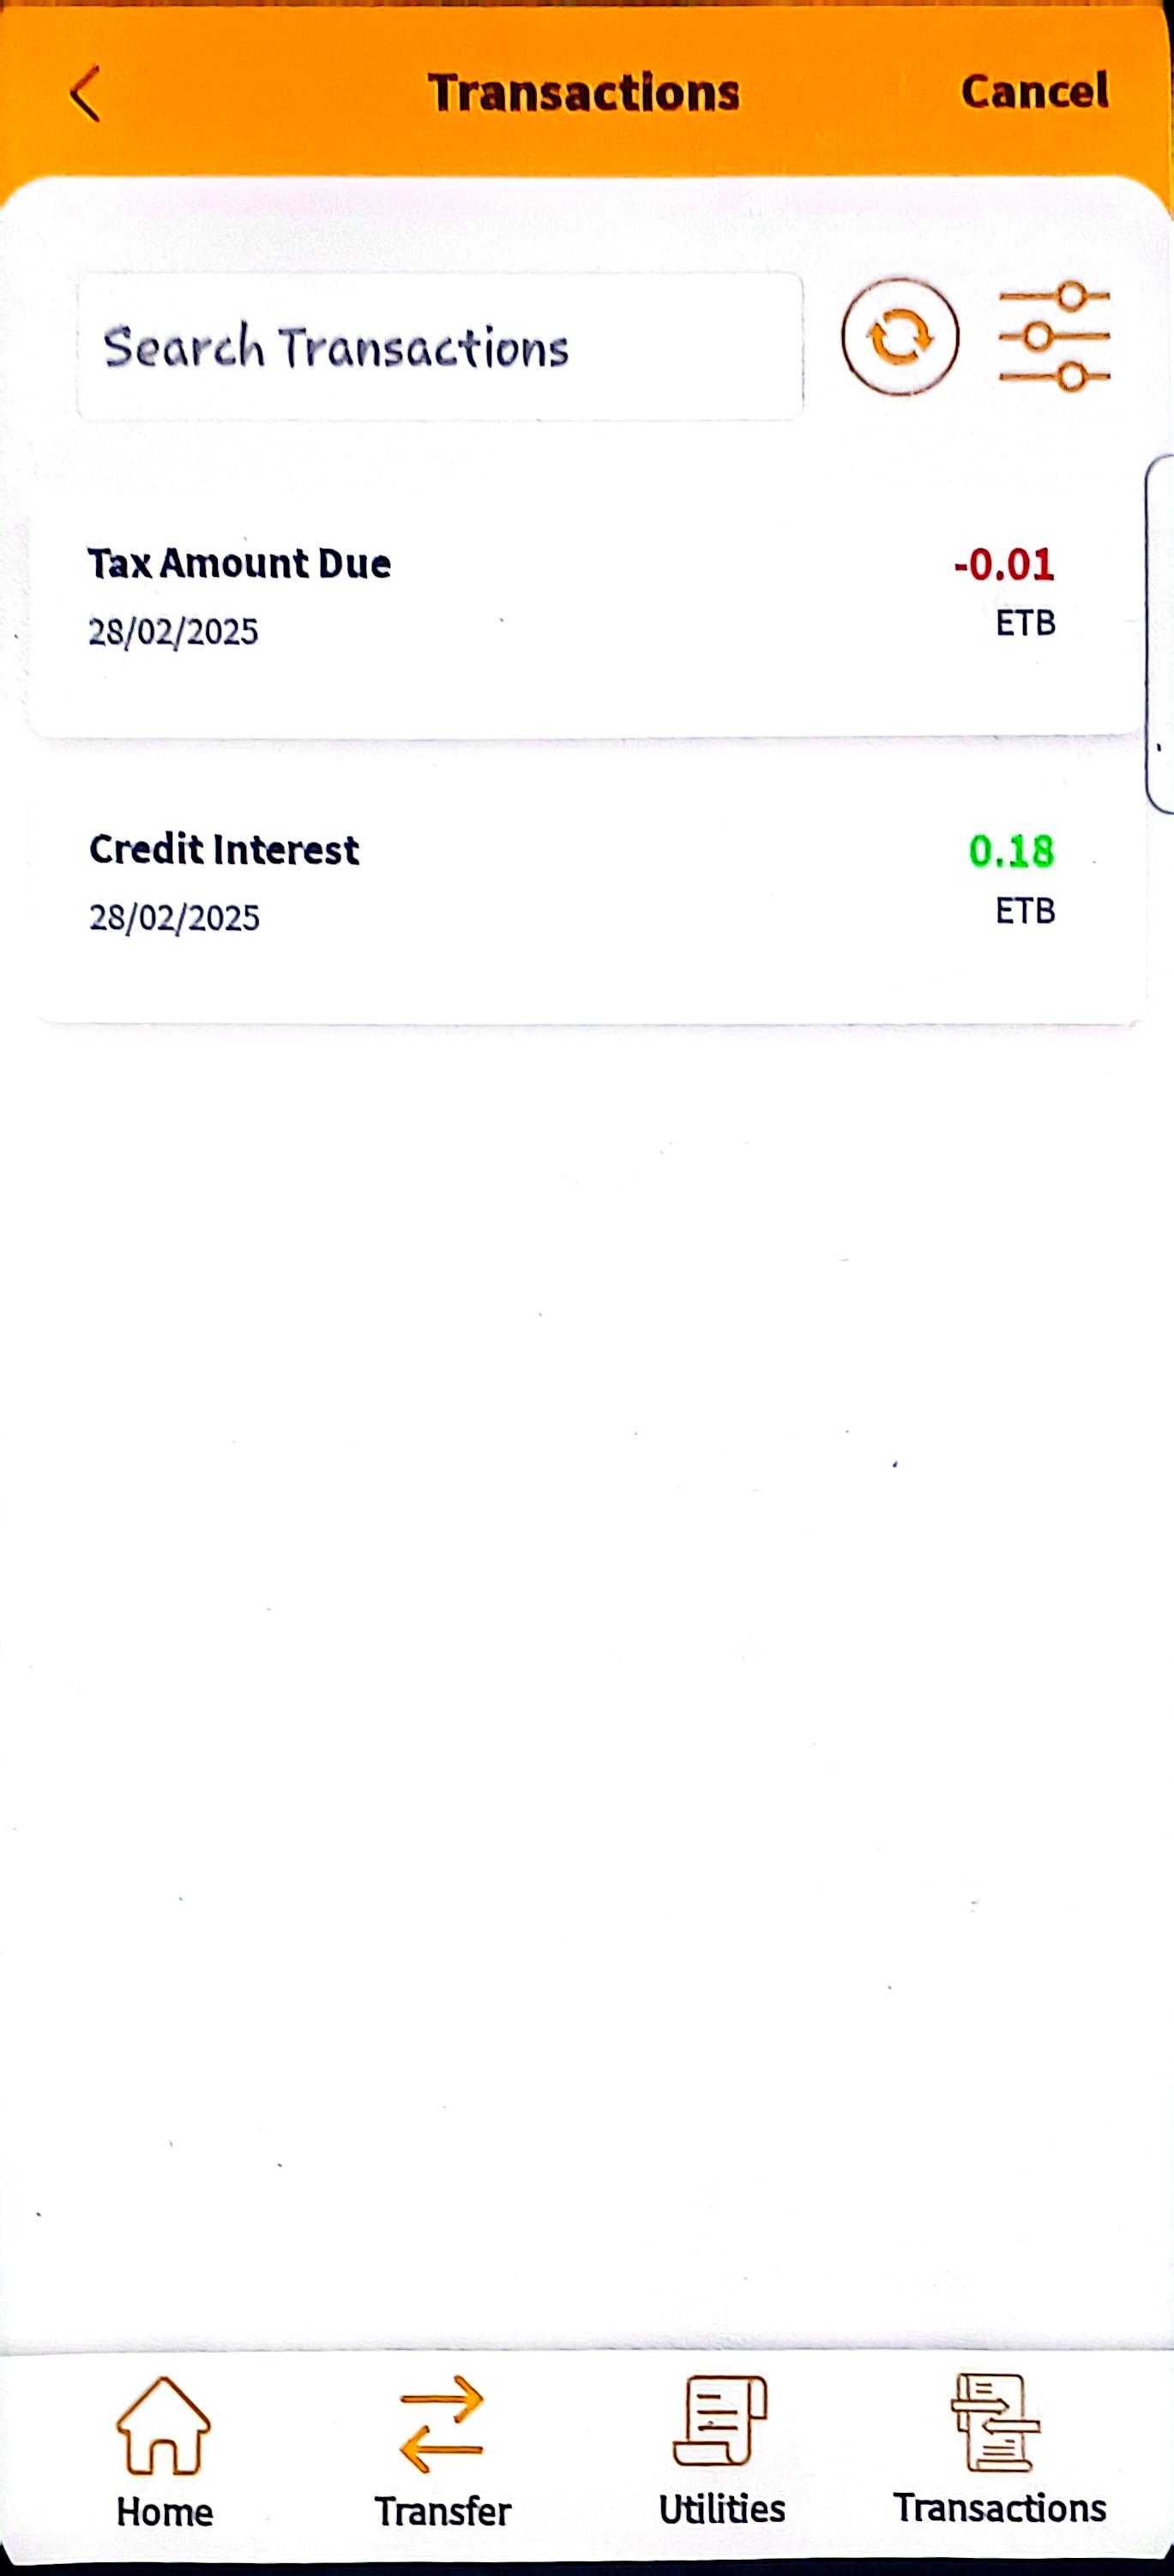 Transactions
Cancel
Search Transactions
Tax Amount Due
-0.01
28/02/2025
ETB
Credit Interest
0.18
28/02/2025
ETB
Home
Transfer
Utilities
Transactions